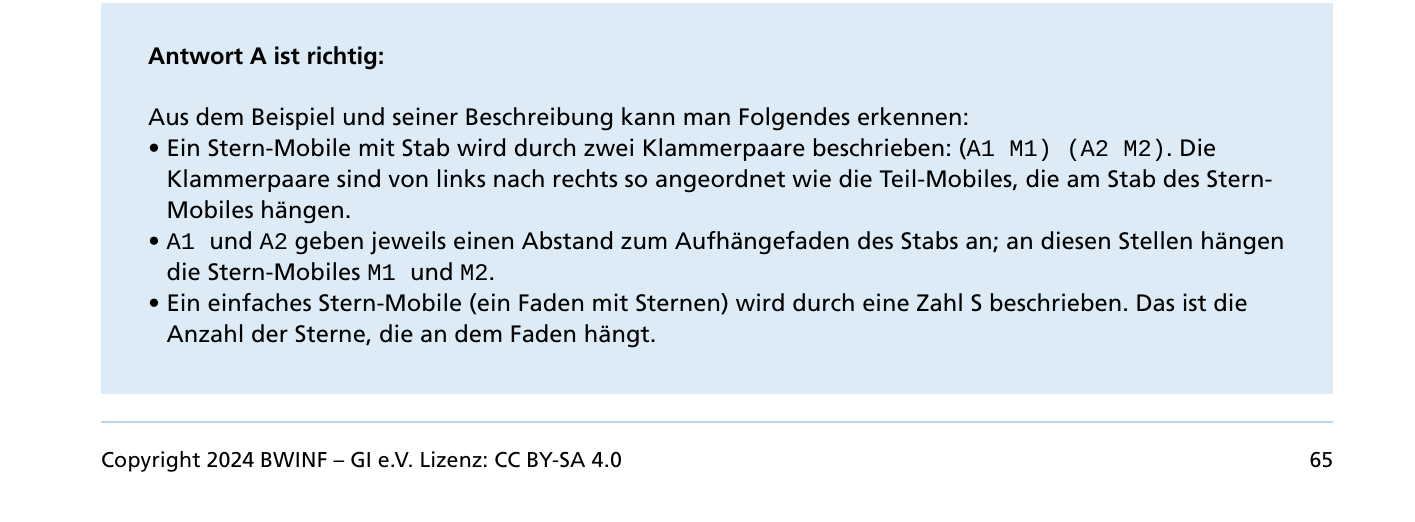 Antwort A ist richtig:
Aus dem Beispiel und seiner Beschreibung kann man Folgendes erkennen:
• Ein Stern-Mobile mit Stab wird durch zwei Klammerpaare beschrieben: (A1 M1) (A2 M2). Die
Klammerpaare sind von links nach rechts so angeordnet wie die Teil-Mobiles, die am Stab des Stern-
Mobiles hängen.
• A1 und A2 geben jeweils einen Abstand zum Aufhängefaden des Stabs an; an diesen Stellen hängen
die Stern-Mobiles M1 und M2.
• Ein einfaches Stern-Mobile (ein Faden mit Sternen) wird durch eine Zahl S beschrieben. Das ist die
Anzahl der Sterne, die an dem Faden hängt.
Copyright 2024 BWINF – GI e.V. Lizenz: CC BY-SA 4.0 65